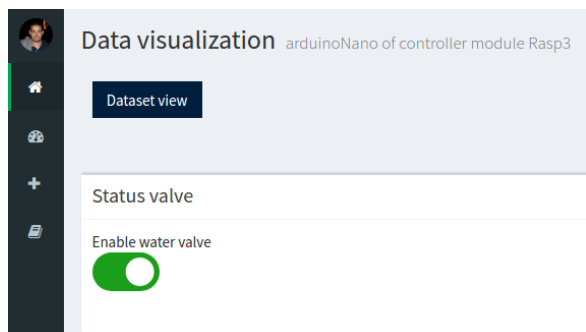 Data visualization arduinoNano of controller module Rasp3
Dataset view
Status valve
Enable water valve